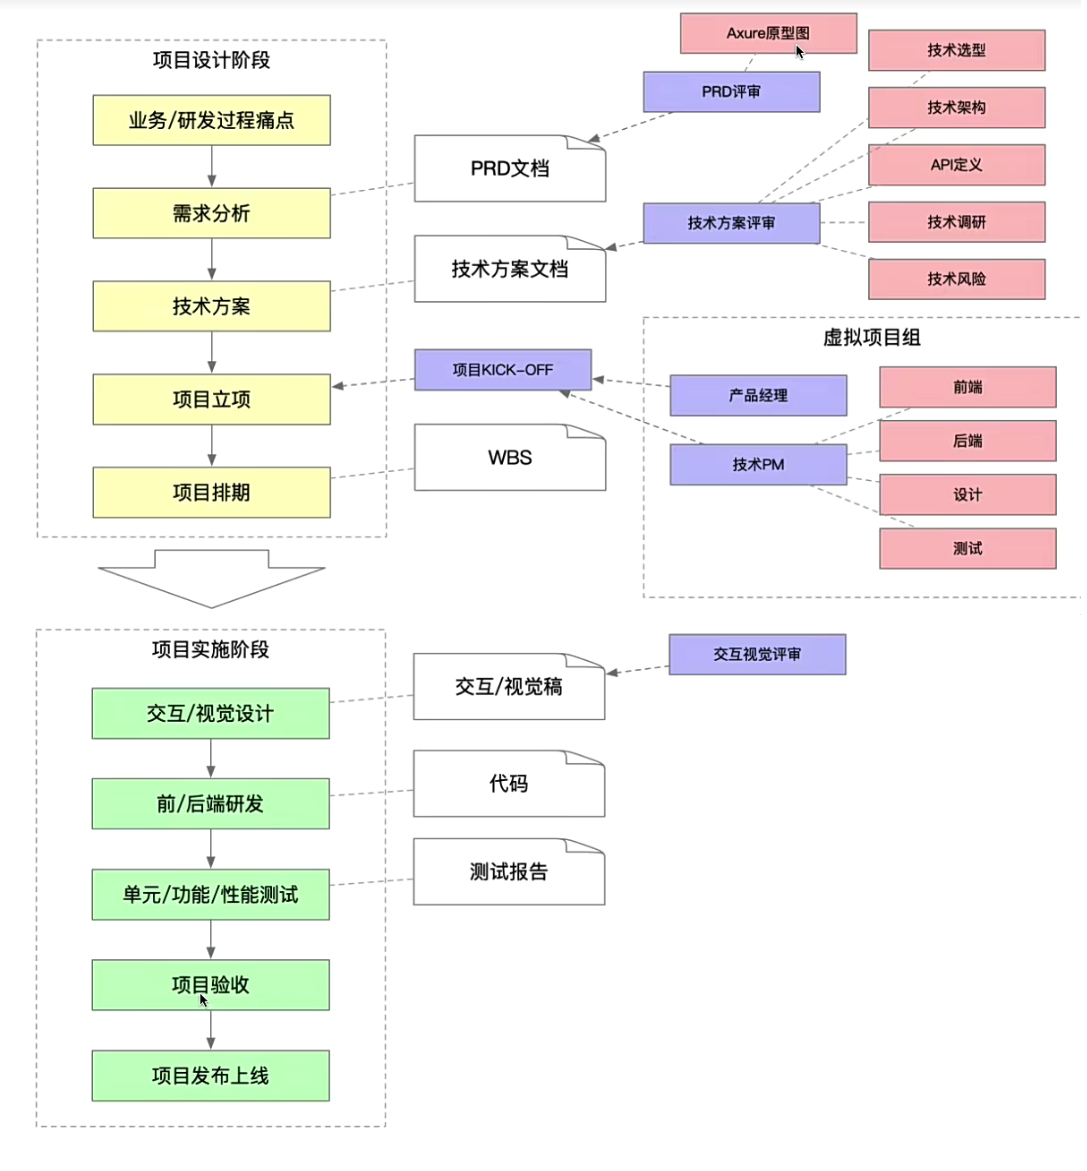 项目设计阶段
业务/研发过程痛点
需求分析
技术方案
项目立项
项目排期
PRD文档
技术方案文档
项目KICK-OFF
WBS
Axure原型图
PRD评审
技术方案评审
技术选型
技术架构
API定义
技术调研
技术风险
虚拟项目组
产品经理
技术PM
前端
后端
设计
测试
项目实施阶段
交互/视觉设计
前/后端研发
单元/功能/性能测试
项目验收
项目发布上线
交互/视觉稿
代码
测试报告
交互视觉评审